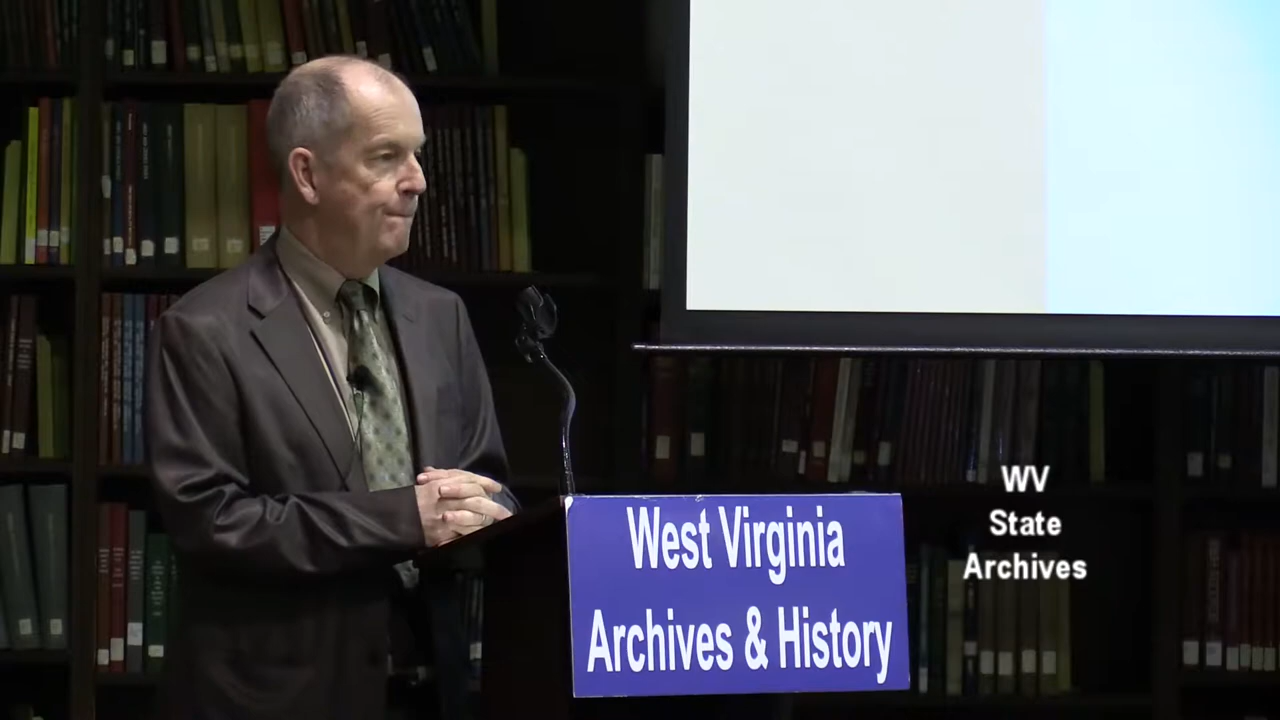 West Virginia
Archives & History
WV
State
Archives